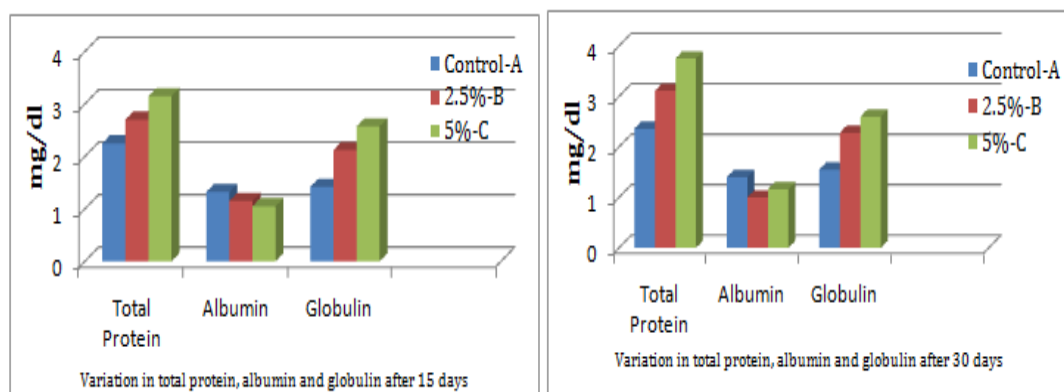 mg/dl
4
3
2
1
0
Control-A
2.5%-B
5%-C
Total
Protein
Albumin
Globulin
Variation in total protein, albumin and globulin after 15 days
mg/dl
4
3
2
1
0
Control-A
2.5%-B
5%-C
Total
Protein
Albumin
Globulin
Variation in total protein, albumin and globulin after 30 days